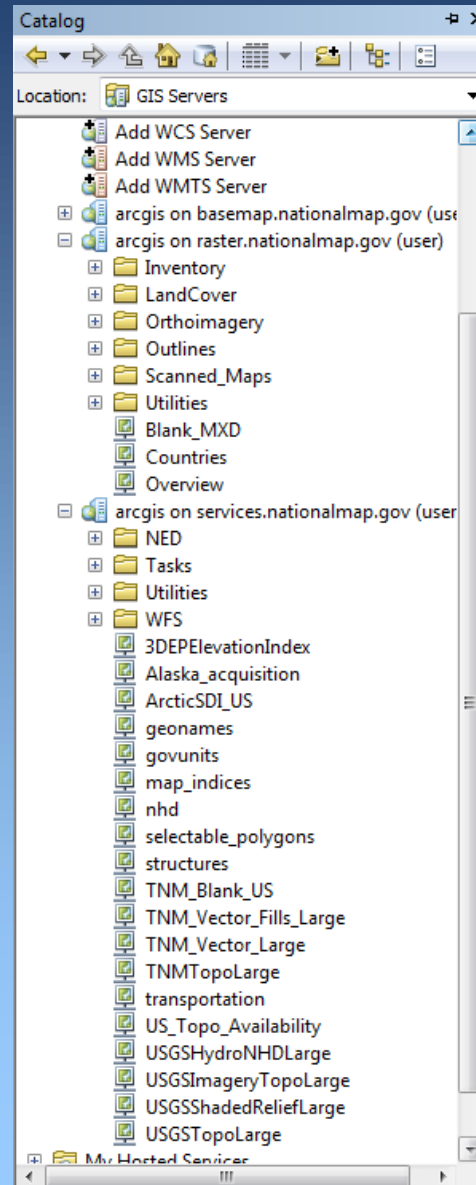 Catalog
Location: GIS Servers
Add WCS Server
Add WMS Server
Add WMTS Server
arcgis on basemap.nationalmap.gov (use
arcgis on raster.nationalmap.gov (user)
Inventory
LandCover
Orthoimagery
Outlines
Scanned_Maps
Utilities
Blank_MXD
Countries
Overview
arcgis on services.nationalmap.gov (user
NED
Tasks
Utilities
WFS
3DEPElevationIndex
Alaska_acquisition
ArcticSDI_US
geonames
govunits
map_indices
nhd
selectable_polygons
structures
TNM_Blank_US
TNM_Vector_Fills_Large
TNM_Vector_Large
TNMTopoLarge
transportation
US_Topo_Availability
USGSHydroNHDLarge
USGSImageryTopoLarge
USGSShadedReliefLarge
USGSTopoLarge
My Hosted Services